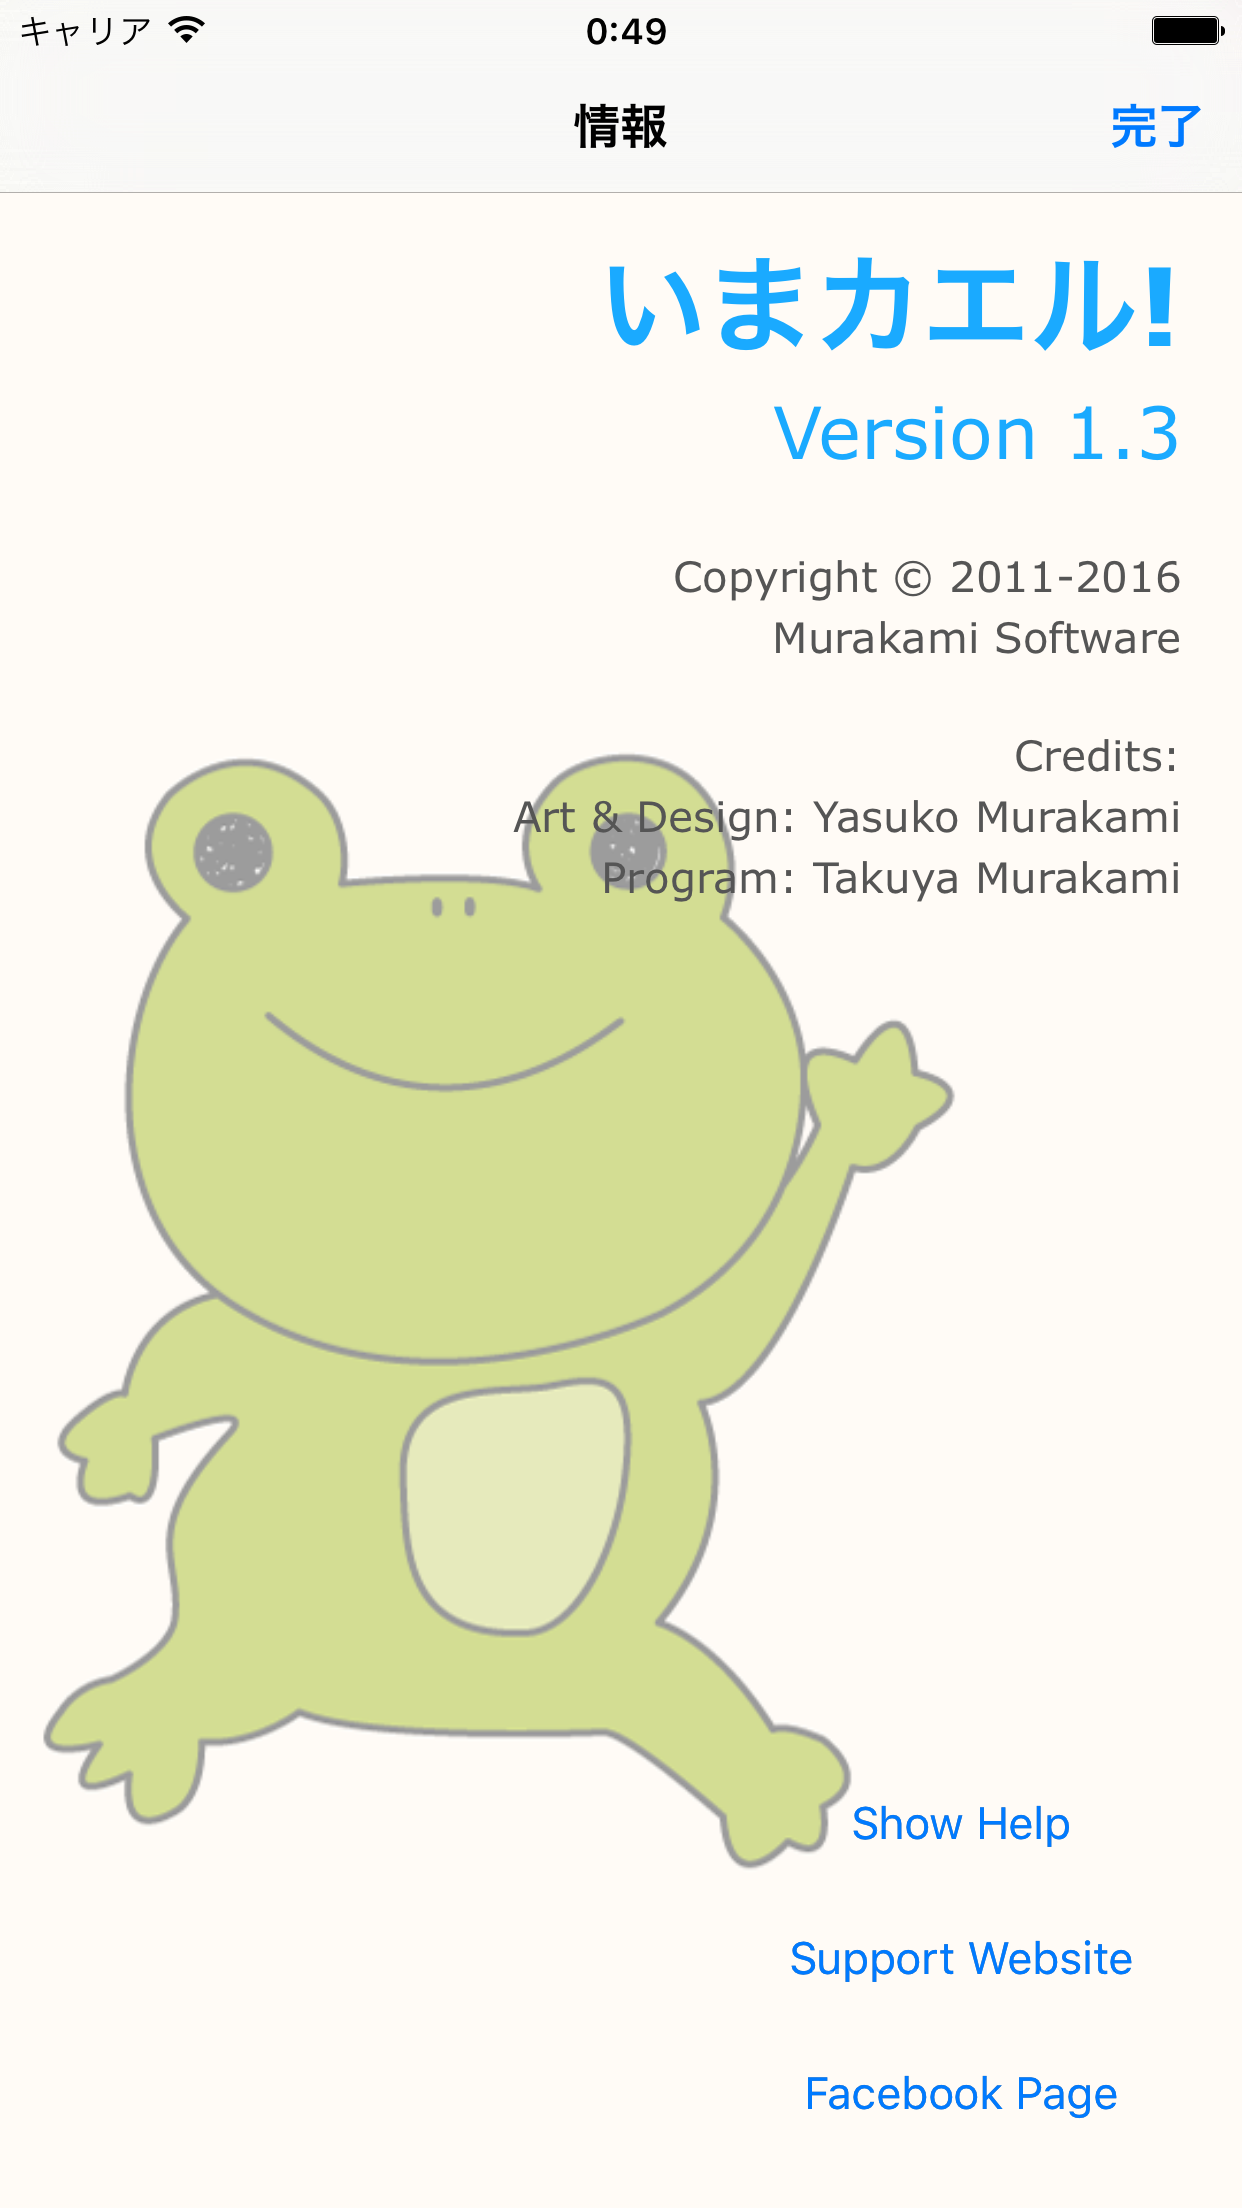 キャリア 0:49
情報 完了
いまカエル!
Version 1.3
Copyright © 2011-2016
Murakami Software
Credits:
Art & Design: Yasuko Murakami
Program: Takuya Murakami
Show Help
Support Website
Facebook Page